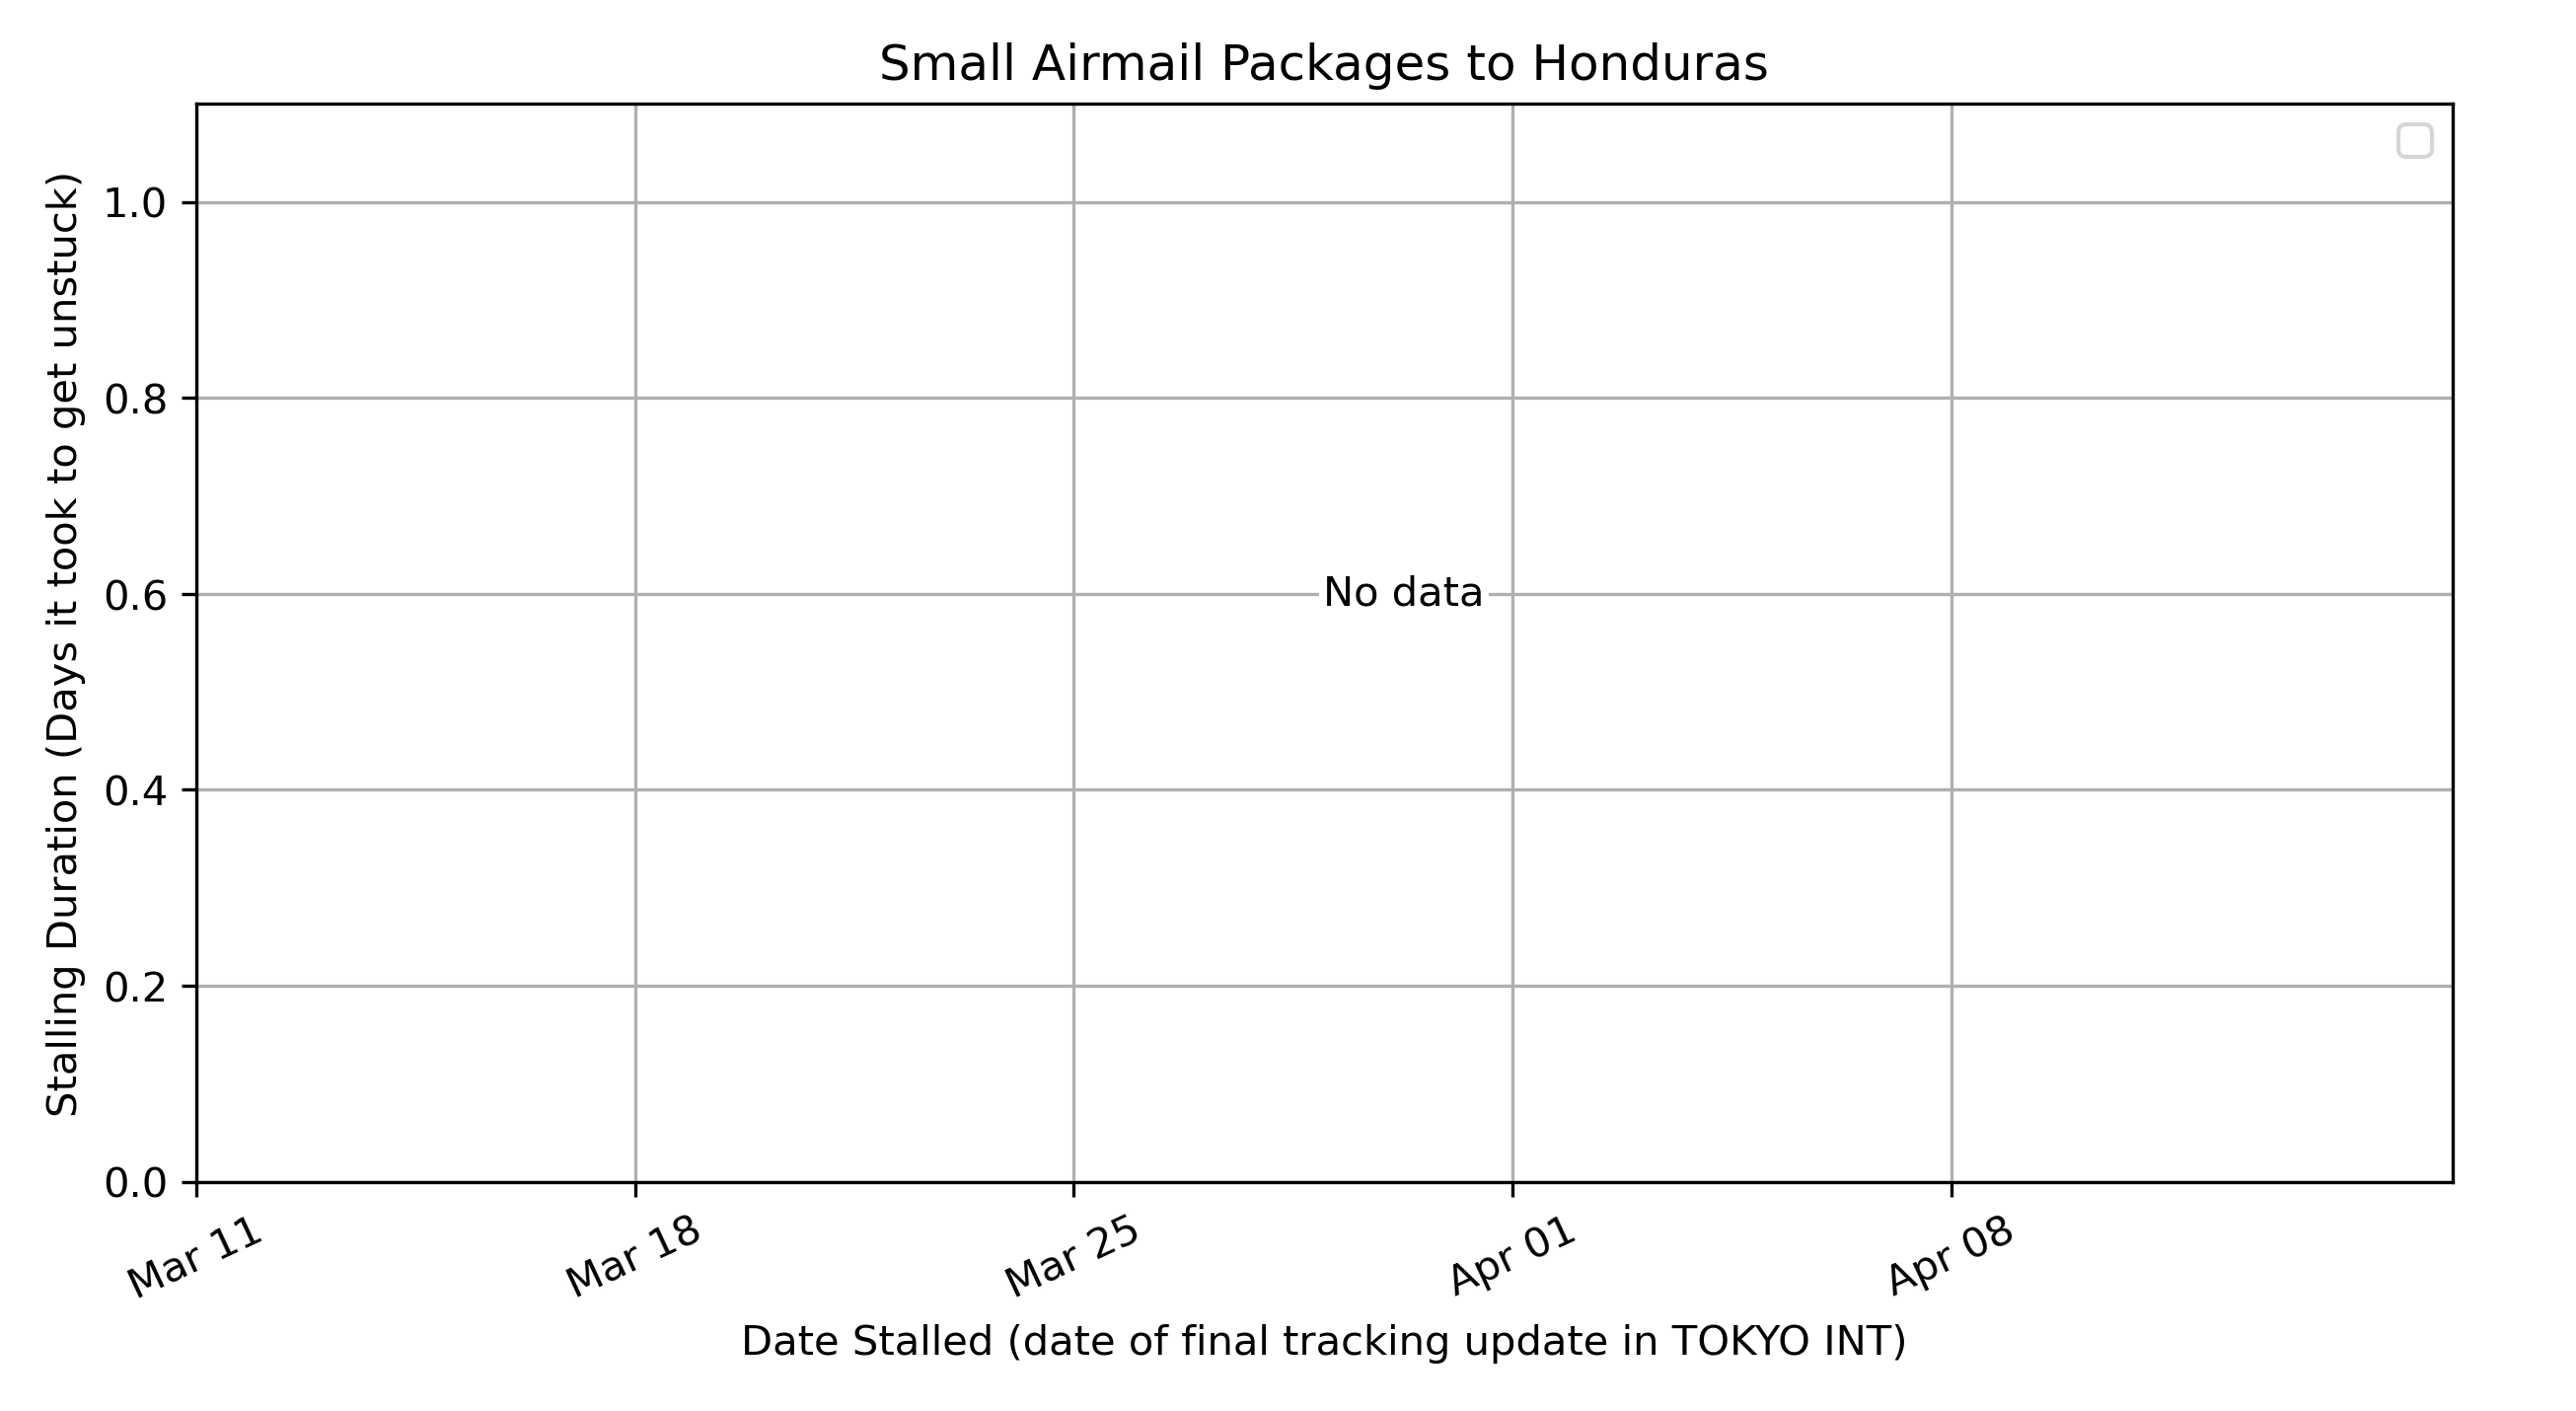 Small Airmail Packages to Honduras
Stalling Duration (Days it took to get unstuck)
1.0
0.8
0.6
0.4
0.2
0.0
No data
Mar 11
Mar 18
Mar 25
Apr 01
Apr 08
Date Stalled (date of final tracking update in TOKYO INT)